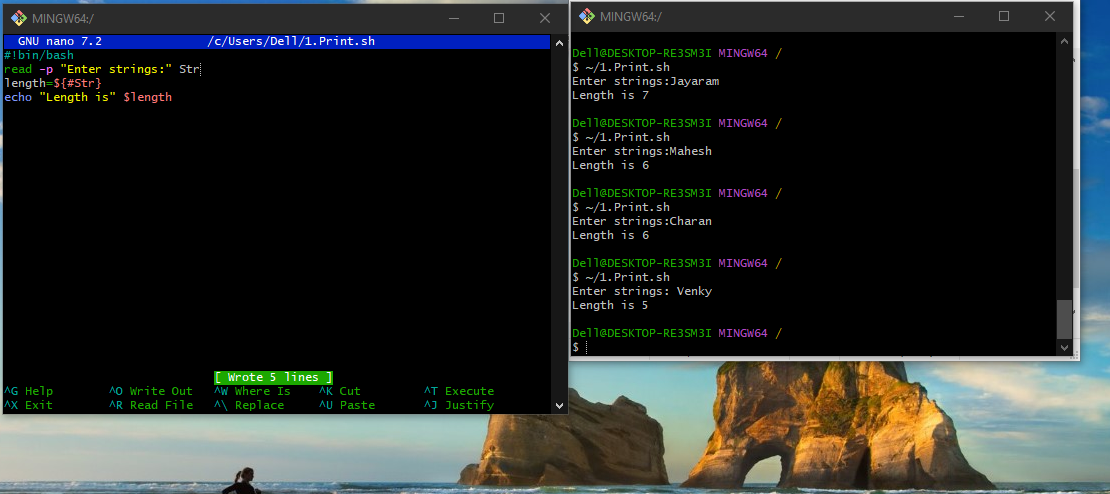 MINGW64:/
GNU nano 7.2 /c/Users/Dell/1.Print.sh
#!bin/bash
read -p "Enter strings:" Str
length=${#Str}
echo "Length is" $length
[ Wrote 5 lines ]
^G Help ^O Write Out ^W Where Is ^K Cut ^T Execute
^X Exit ^R Read File ^\ Replace ^U Paste ^J Justify
MINGW64:/
Dell@DESKTOP-RE3SM3I MINGW64 /
$ ~/1.Print.sh
Enter strings:Jayaram
Length is 7
Dell@DESKTOP-RE3SM3I MINGW64 /
$ ~/1.Print.sh
Enter strings:Mahesh
Length is 6
Dell@DESKTOP-RE3SM3I MINGW64 /
$ ~/1.Print.sh
Enter strings:Charan
Length is 6
Dell@DESKTOP-RE3SM3I MINGW64 /
$ ~/1.Print.sh
Enter strings: Venky
Length is 5
Dell@DESKTOP-RE3SM3I MINGW64 /
$